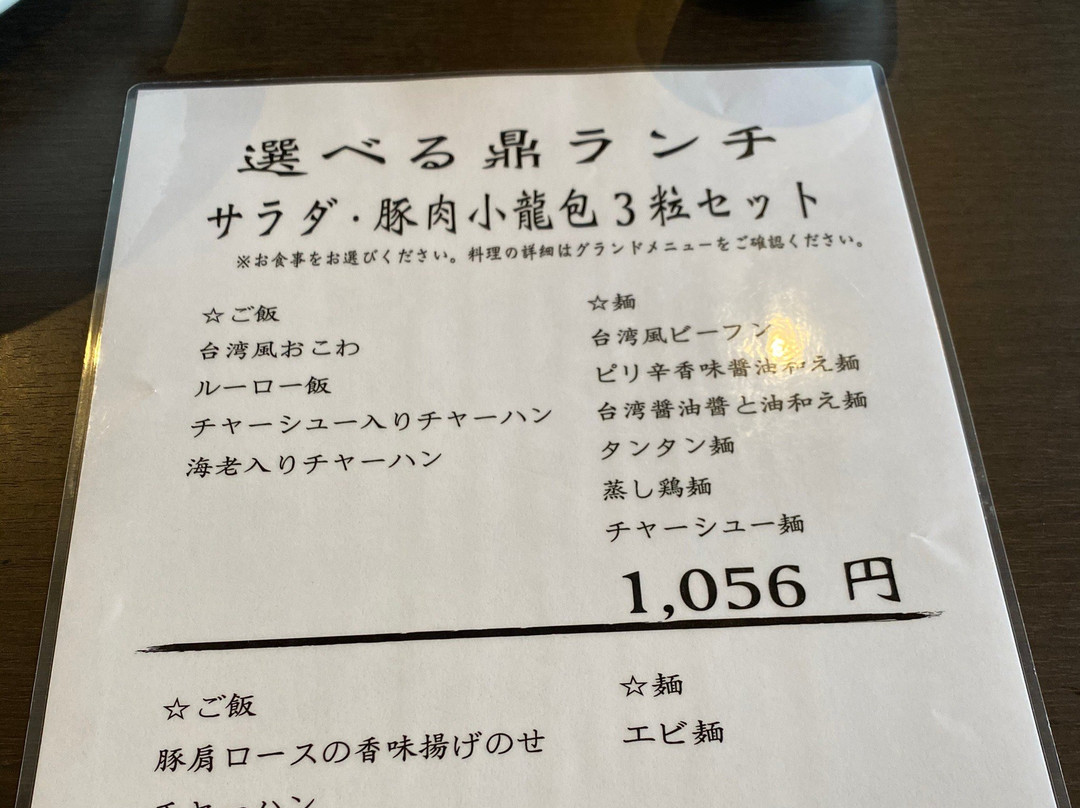 選べる鼎ランチ
サラダ・豚肉小龍包3粒セット
※お食事をお選びください。料理の詳細はグランドメニューをご確認ください。
☆ご飯
台湾風おこわ
ルーロー飯
チャーシュー入りチャーハン
海老入りチャーハン
☆麺
台湾風ビーフン
ピリ辛香味醤油和え麺
台湾醤油醬と油和え麺
タンタン麺
蒸し鶏麺
チャーシュー麺
1,056 円
☆ご飯
豚肩ロースの香味揚げのせ
チャーハン
☆麺
エビ麺